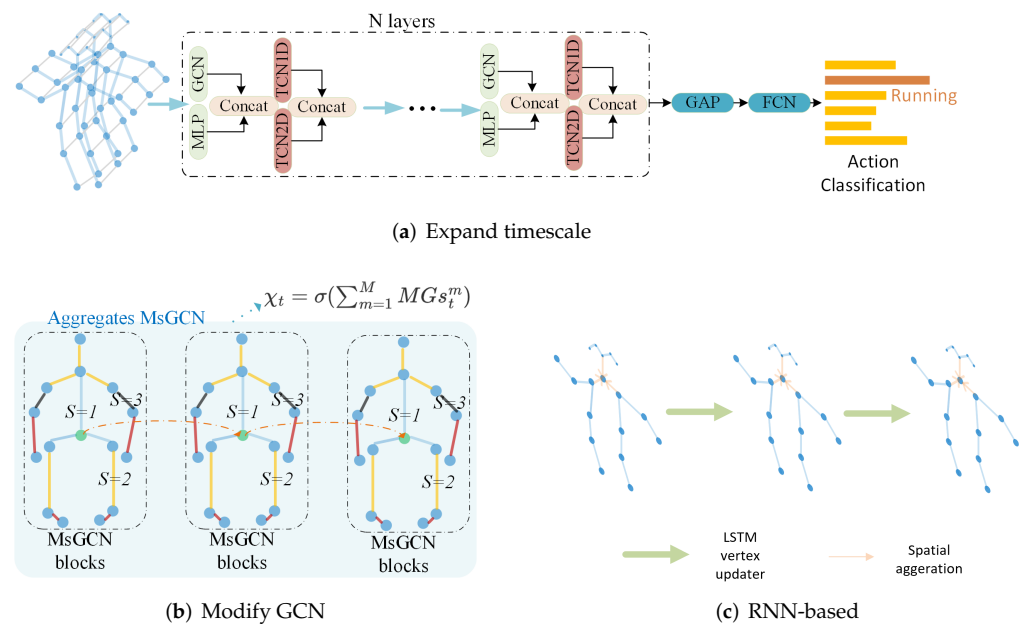 N layers
GCN
MLP
Concat
TCN1D
TCN2D
Concat
GCN
MLP
Concat
TCN1D
TCN2D
Concat
GAP
FCN
Running
Action
Classification
(a) Expand timescale
χₜ = σ(∑ᴹₘ₌₁ MGsₜᵐ)
Aggregates MsGCN
S=1
S=3
S=2
MsGCN
blocks
S=1
S=3
S=2
MsGCN
blocks
S=1
S=3
S=2
MsGCN
blocks
(b) Modify GCN
LSTM
vertex
updater
Spatial
aggeration
(c) RNN-based